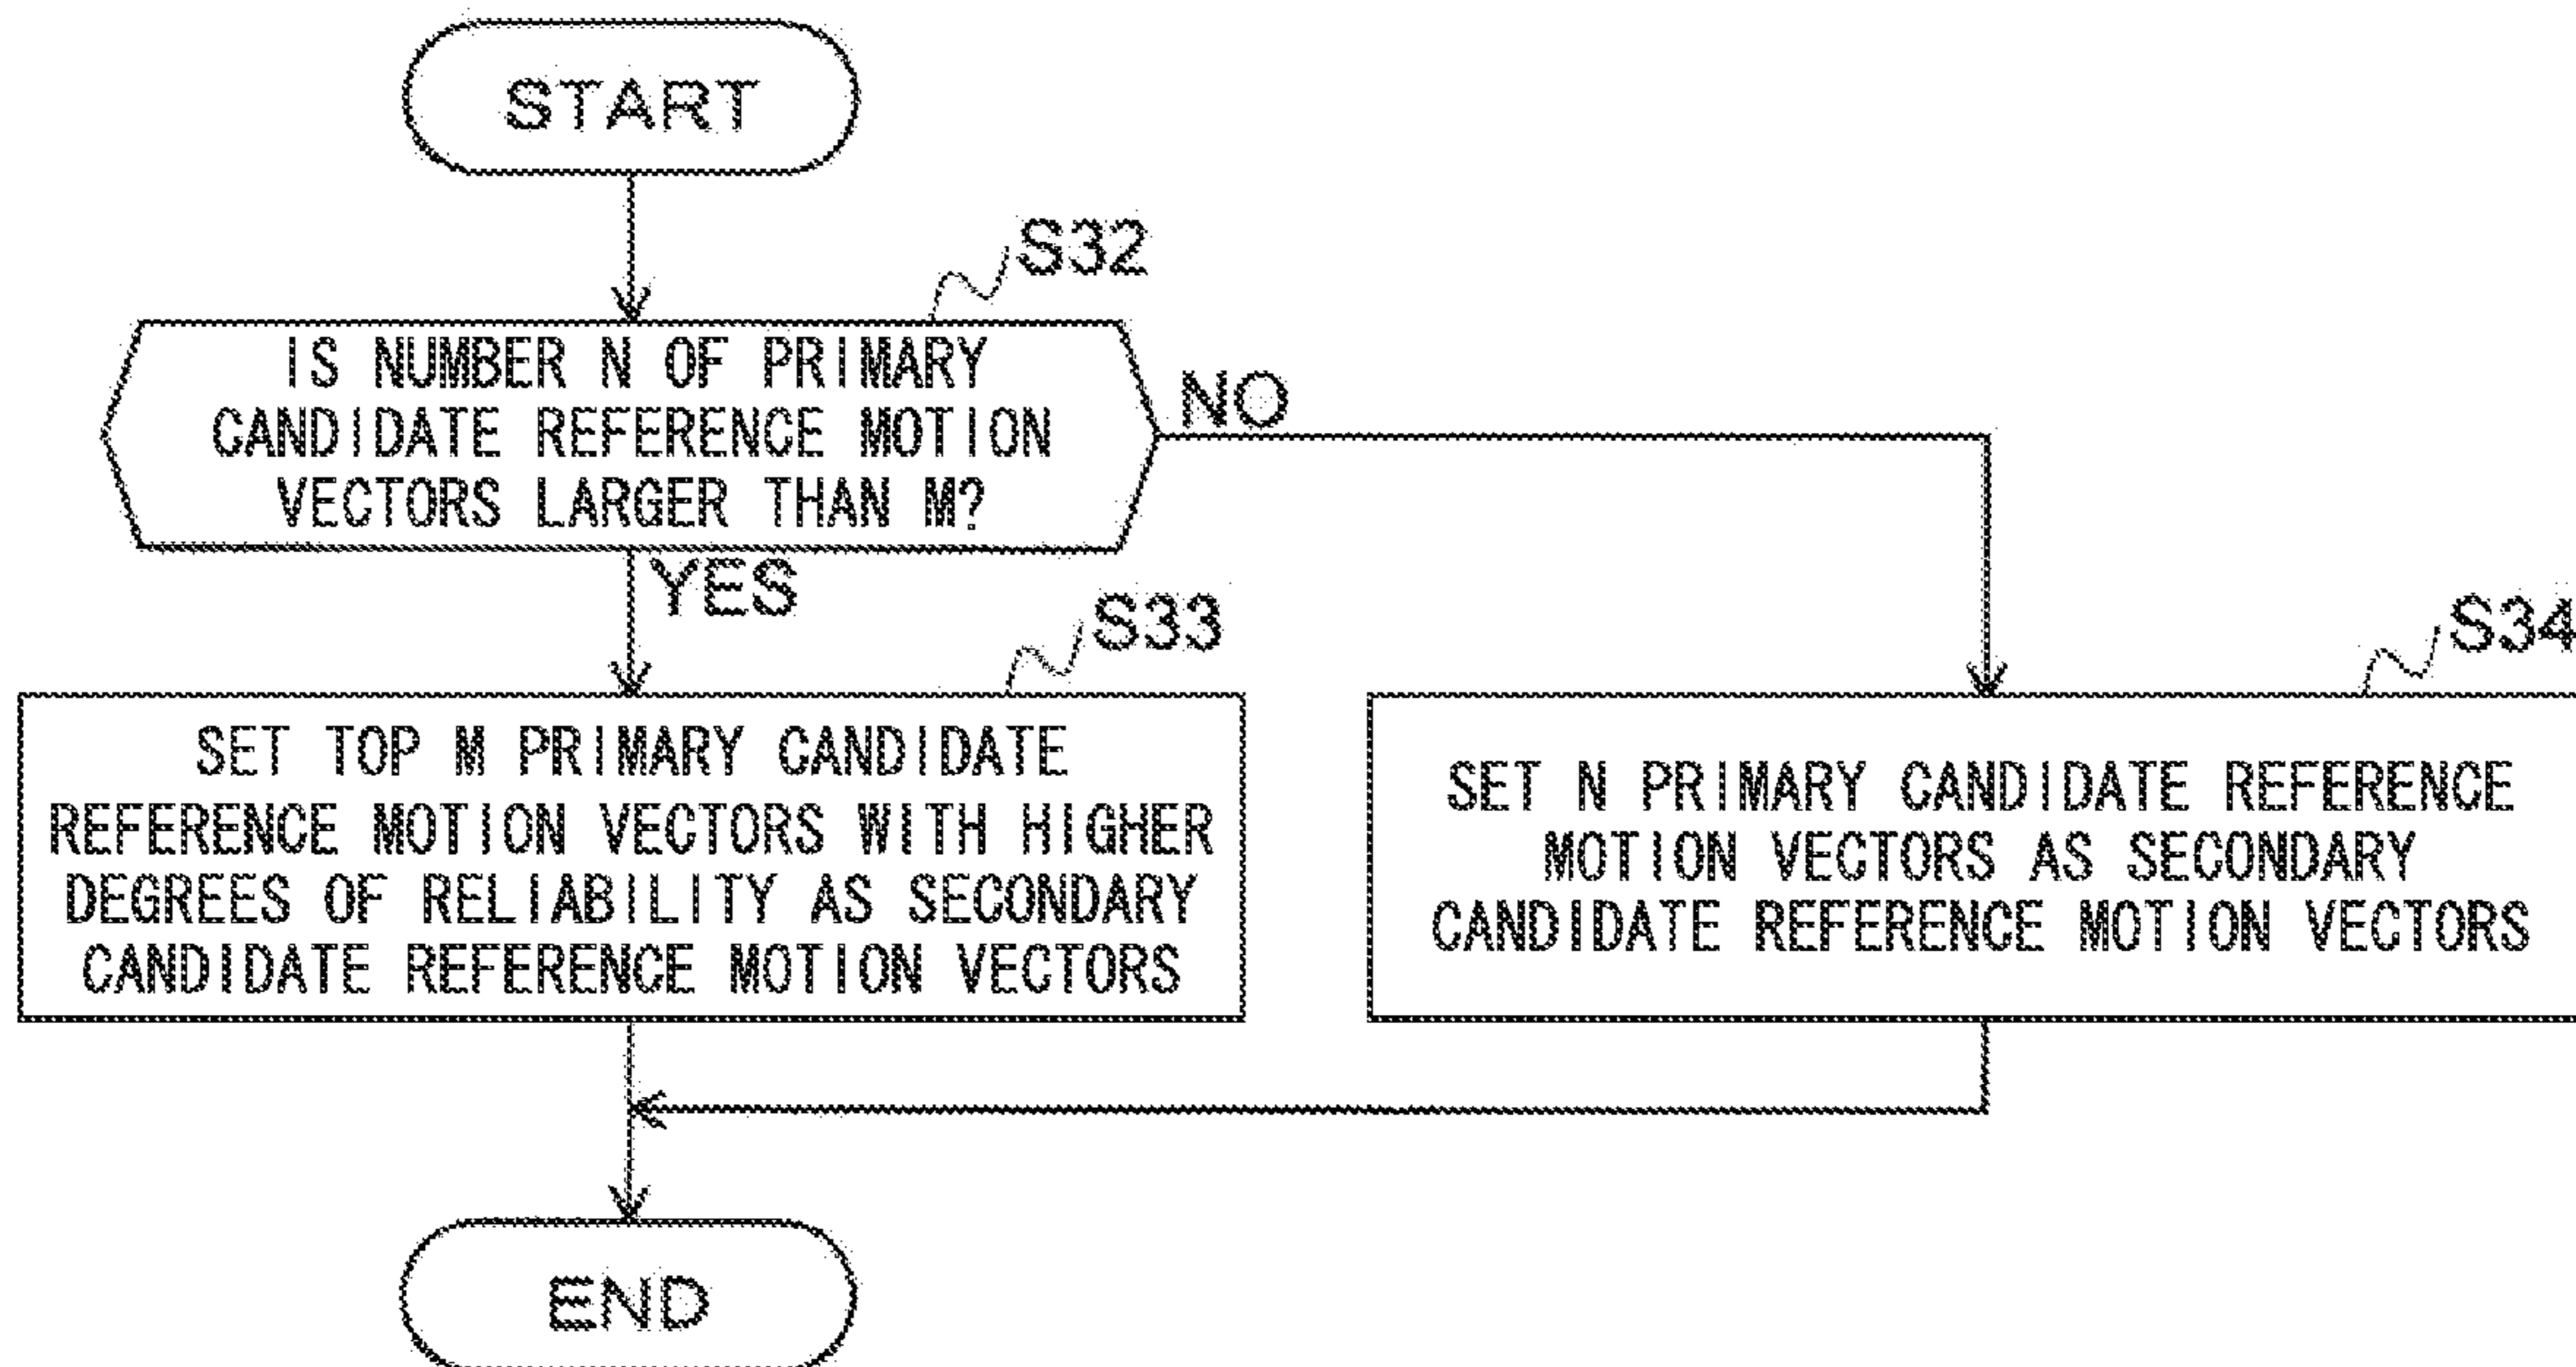 START
S32
IS NUMBER N OF PRIMARY
CANDIDATE REFERENCE MOTION
VECTORS LARGER THAN M?
NO
YES
S33
SET TOP M PRIMARY CANDIDATE
REFERENCE MOTION VECTORS WITH HIGHER
DEGREES OF RELIABILITY AS SECONDARY
CANDIDATE REFERENCE MOTION VECTORS
S34
SET N PRIMARY CANDIDATE REFERENCE
MOTION VECTORS AS SECONDARY
CANDIDATE REFERENCE MOTION VECTORS
END